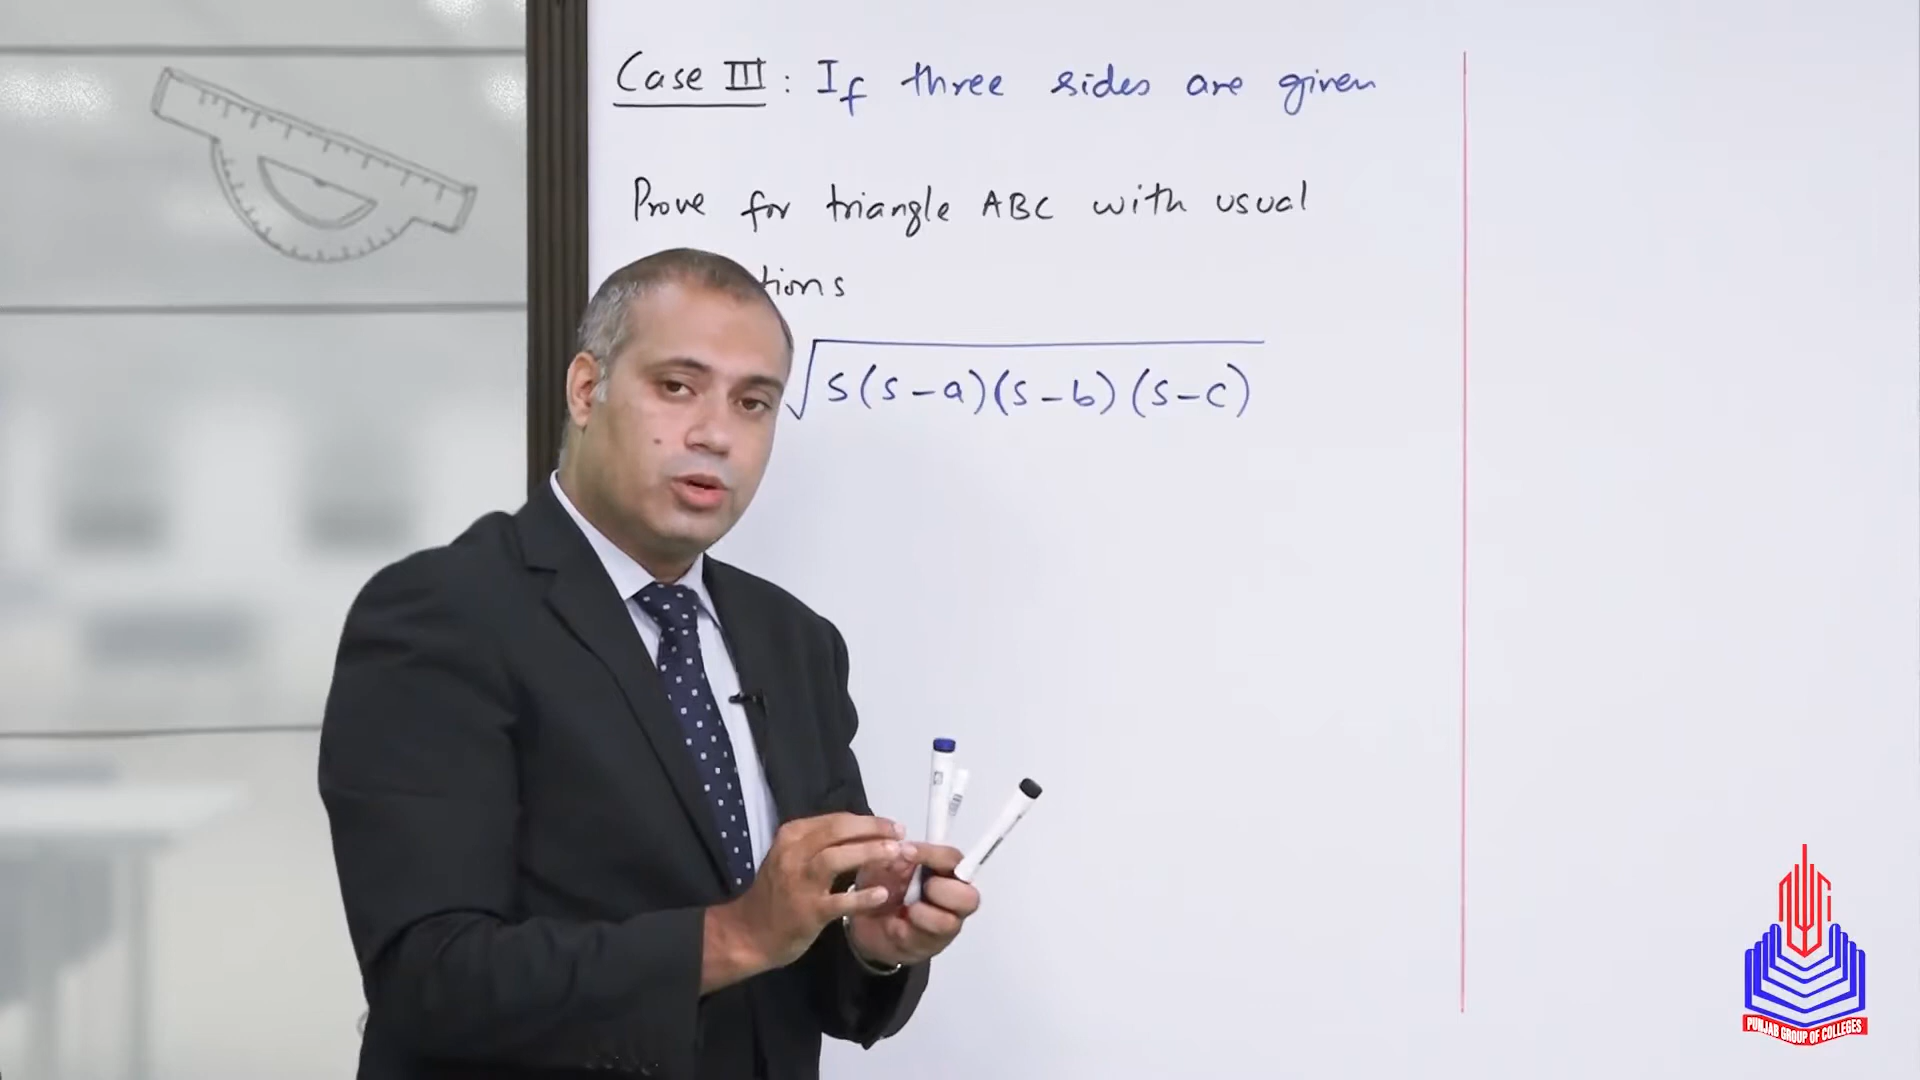 Case III : If three sides are given
Prove for triangle ABC with usual
tions
√s(s-a)(s-b)(s-c)
PUNJAB GROUP OF COLLEGES